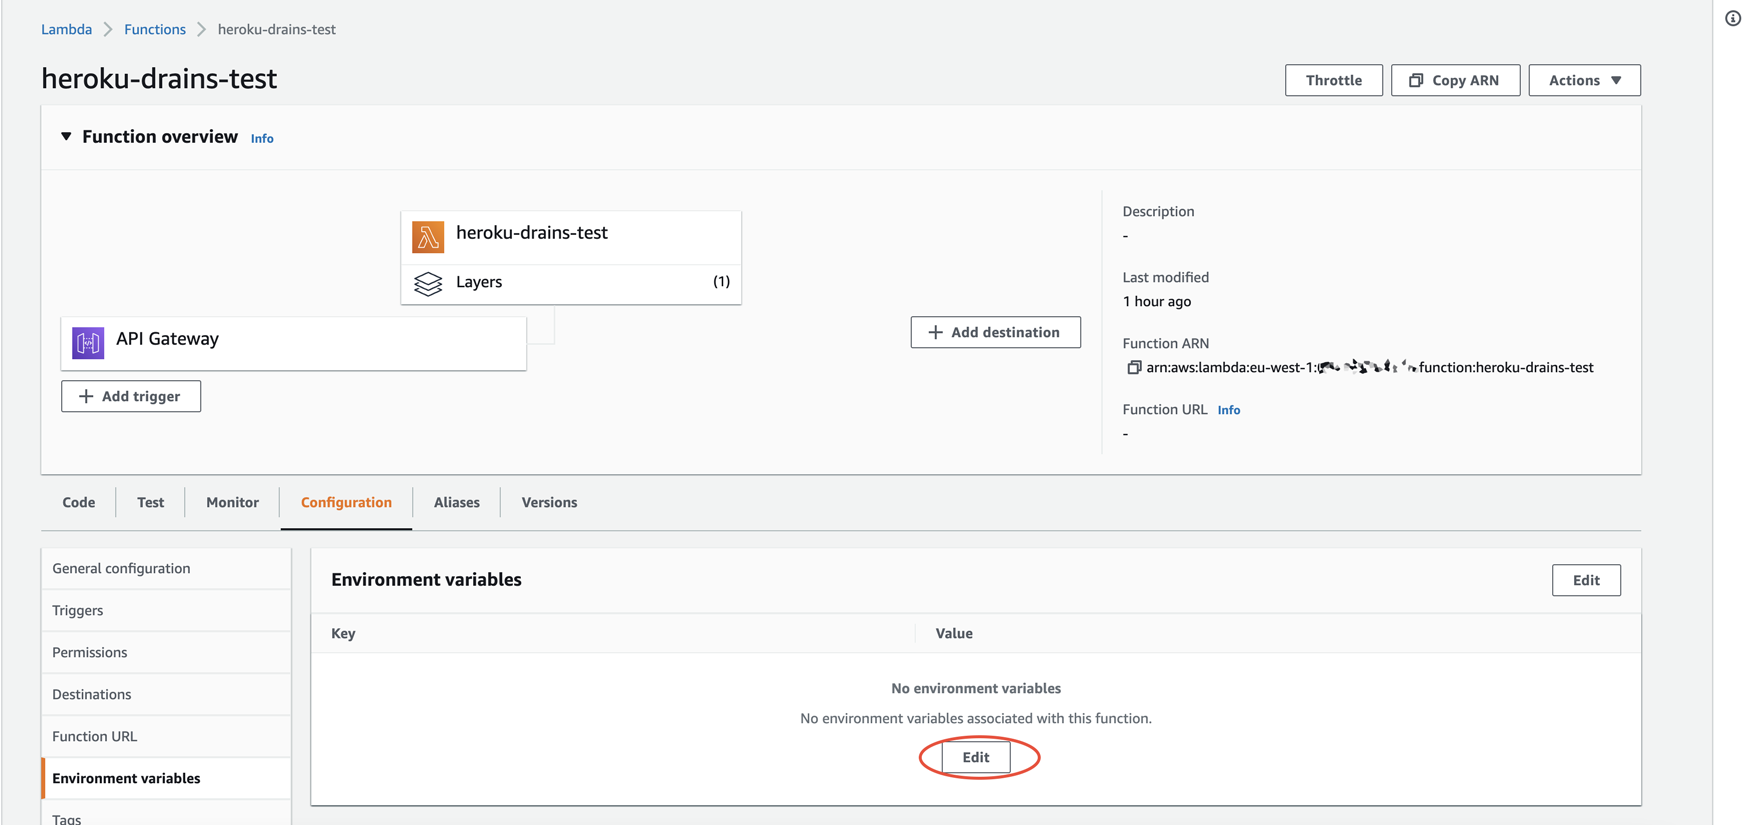 Lambda > Functions > heroku-drains-test
heroku-drains-test
Throttle
Copy ARN
Actions ▼
▼ Function overview Info
heroku-drains-test
Layers (1)
API Gateway
+ Add trigger
+ Add destination
Description
-
Last modified
1 hour ago
Function ARN
arn:aws:lambda:eu-west-1: function:heroku-drains-test
Function URL Info
-
Code
Test
Monitor
Configuration
Aliases
Versions
General configuration
Triggers
Permissions
Destinations
Function URL
Environment variables
Tags
Environment variables
Edit
Key Value
No environment variables
No environment variables associated with this function.
Edit